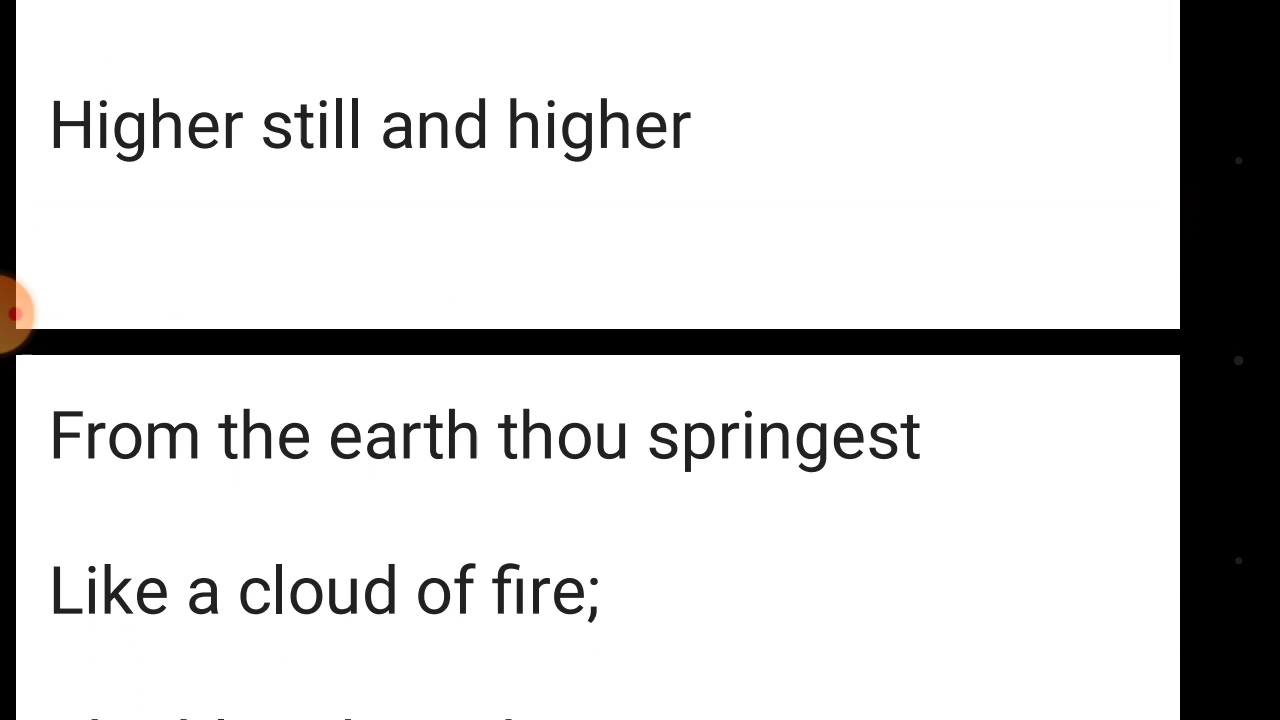 Higher still and higher
From the earth thou springest
Like a cloud of fire;